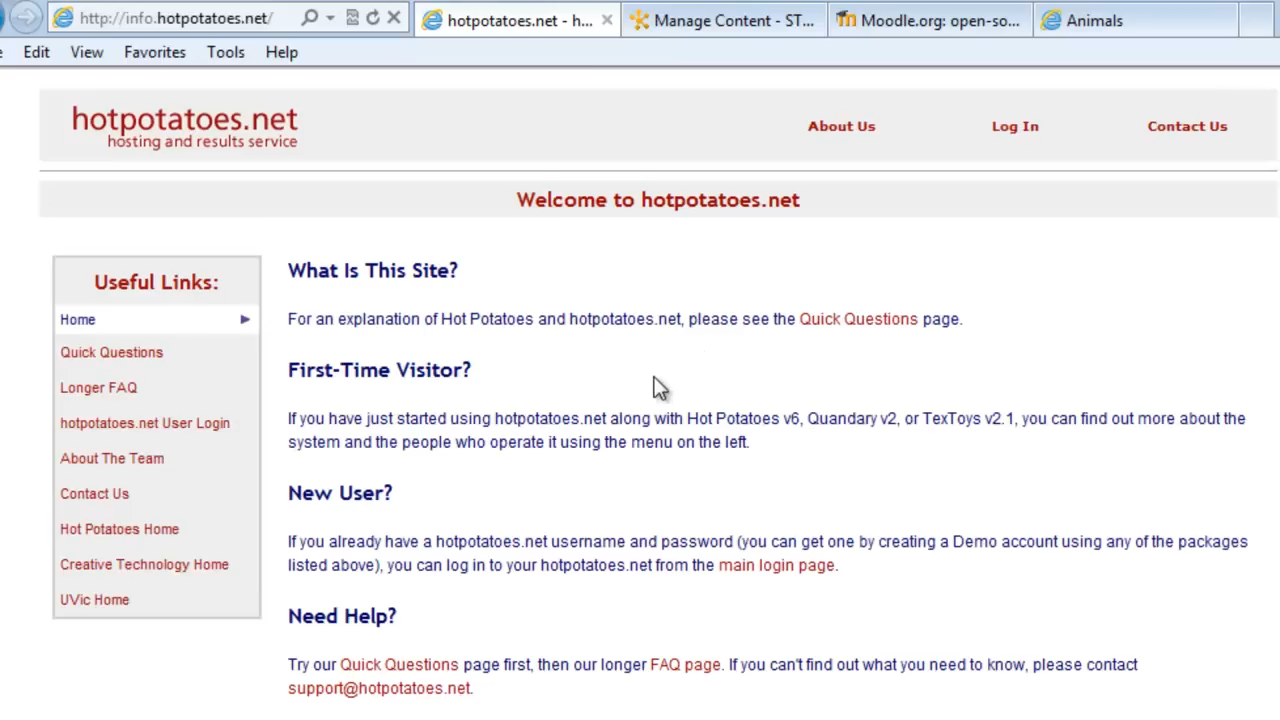 http://info.hotpotatoes.net/
hotpotatoes.net - h...
Manage Content - ST...
Moodle.org: open-so...
Animals
Edit View Favorites Tools Help
hotpotatoes.net
hosting and results service
About Us
Log In
Contact Us
Welcome to hotpotatoes.net
Useful Links:
Home
Quick Questions
Longer FAQ
hotpotatoes.net User Login
About The Team
Contact Us
Hot Potatoes Home
Creative Technology Home
UVic Home
What Is This Site?
For an explanation of Hot Potatoes and hotpotatoes.net, please see the Quick Questions page.
First-Time Visitor?
If you have just started using hotpotatoes.net along with Hot Potatoes v6, Quandary v2, or TexToys v2.1, you can find out more about the
system and the people who operate it using the menu on the left.
New User?
If you already have a hotpotatoes.net username and password (you can get one by creating a Demo account using any of the packages
listed above), you can log in to your hotpotatoes.net from the main login page.
Need Help?
Try our Quick Questions page first, then our longer FAQ page. If you can't find out what you need to know, please contact
support@hotpotatoes.net.